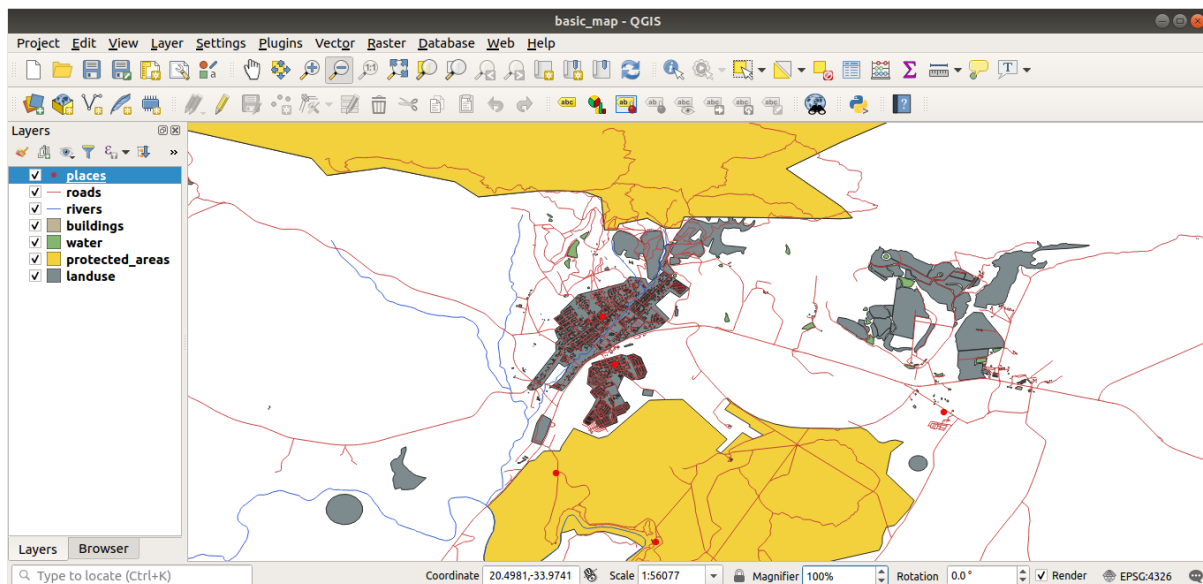 basic_map - QGIS
Project Edit View Layer Settings Plugins Vector Raster Database Web Help
Layers
places
roads
rivers
buildings
water
protected_areas
landuse
Layers Browser
Type to locate (Ctrl+K) Coordinate 20.4981,-33.9741 Scale 1:56077 Magnifier 100% Rotation 0.0 ° Render EPSG:4326